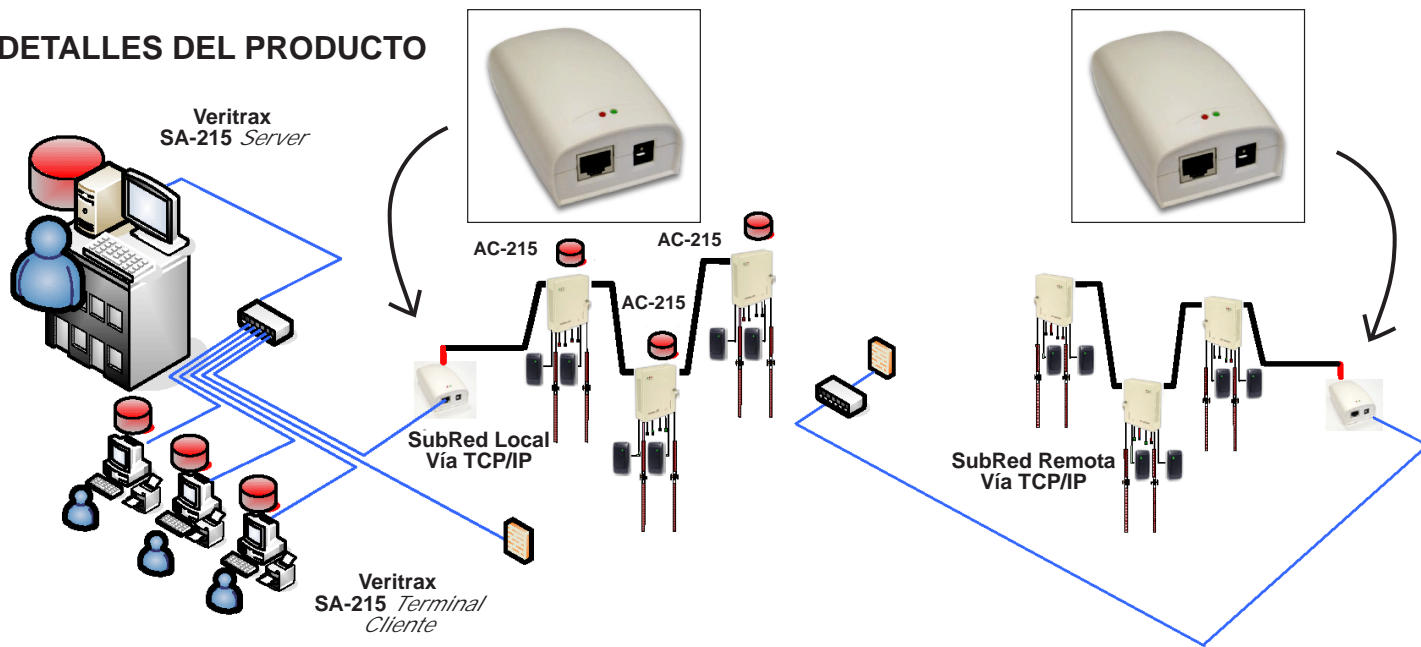 DETALLES DEL PRODUCTO
Veritrax
SA-215 Server
AC-215
AC-215
AC-215
SubRed Local
Vía TCP/IP
SubRed Remota
Vía TCP/IP
Veritrax
SA-215 Terminal
Cliente